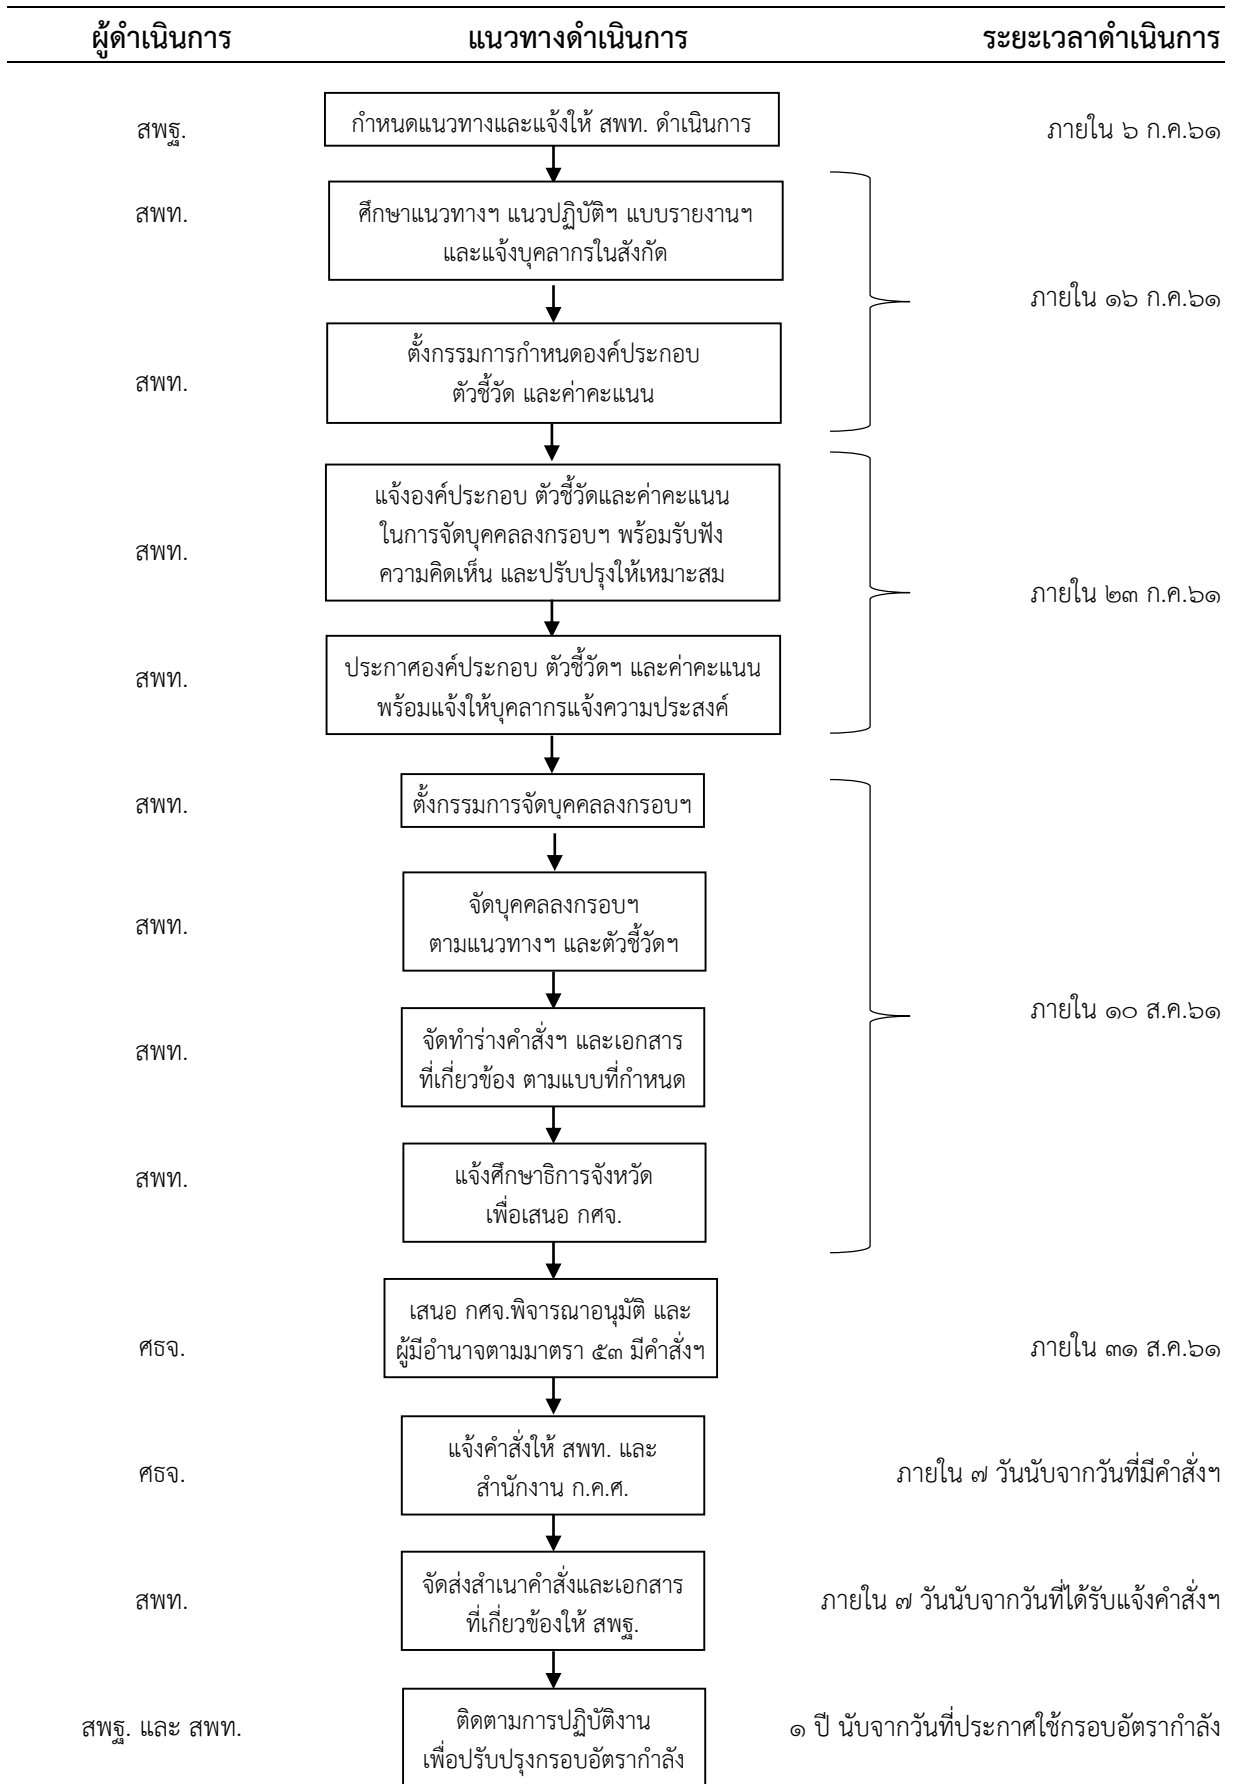 ผู้ดำเนินการ แนวทางดำเนินการ ระยะเวลาดำเนินการ
สพฐ. กำหนดแนวทางและแจ้งให้ สพท. ดำเนินการ ภายใน ๖ ก.ค.๖๑
สพท. ศึกษาแนวทางฯ แนวปฏิบัติฯ แบบรายงานฯ
และแจ้งบุคลากรในสังกัด
ภายใน ๑๖ ก.ค.๖๑
ตั้งกรรมการกำหนดองค์ประกอบ
สพท. ตัวชี้วัด และค่าคะแนน
แจ้งองค์ประกอบ ตัวชี้วัดและค่าคะแนน
ในการจัดบุคคลลงกรอบฯ พร้อมรับฟัง
สพท.
ความคิดเห็น และปรับปรุงให้เหมาะสม
ภายใน ๒๓ ก.ค.๖๑
สพท. ประกาศองค์ประกอบ ตัวชี้วัดฯ และค่าคะแนน
พร้อมแจ้งให้บุคลากรแจ้งความประสงค์
สพท. ตั้งกรรมการจัดบุคคลลงกรอบฯ
จัดบุคคลลงกรอบฯ
สพท.
ตามแนวทางฯ และตัวชี้วัดฯ
ภายใน ๑๐ ส.ค.๖๑
จัดทำร่างคำสั่งฯ และเอกสาร
สพท.
ที่เกี่ยวข้อง ตามแบบที่กำหนด
สพท. แจ้งศึกษาธิการจังหวัด
เพื่อเสนอ กศจ.
เสนอ กศจ.พิจารณาอนุมัติ และ
ศธจ. ผู้มีอำนาจตามมาตรา ๕๓ มีคำสั่งฯ ภายใน ๓๑ ส.ค.๖๑
แจ้งคำสั่งให้ สพท. และ
ศธจ. ภายใน ๗ วันนับจากวันที่มีคำสั่งฯ
สำนักงาน ก.ค.ศ.
จัดส่งสำเนาคำสั่งและเอกสาร
สพท. ภายใน ๗ วันนับจากวันที่ได้รับแจ้งคำสั่งฯ
ที่เกี่ยวข้องให้ สพฐ.
สพฐ. และ สพท. ติดตามการปฏิบัติงาน ๑ ปี นับจากวันที่ประกาศใช้กรอบอัตรากำลัง
เพื่อปรับปรุงกรอบอัตรากำลัง